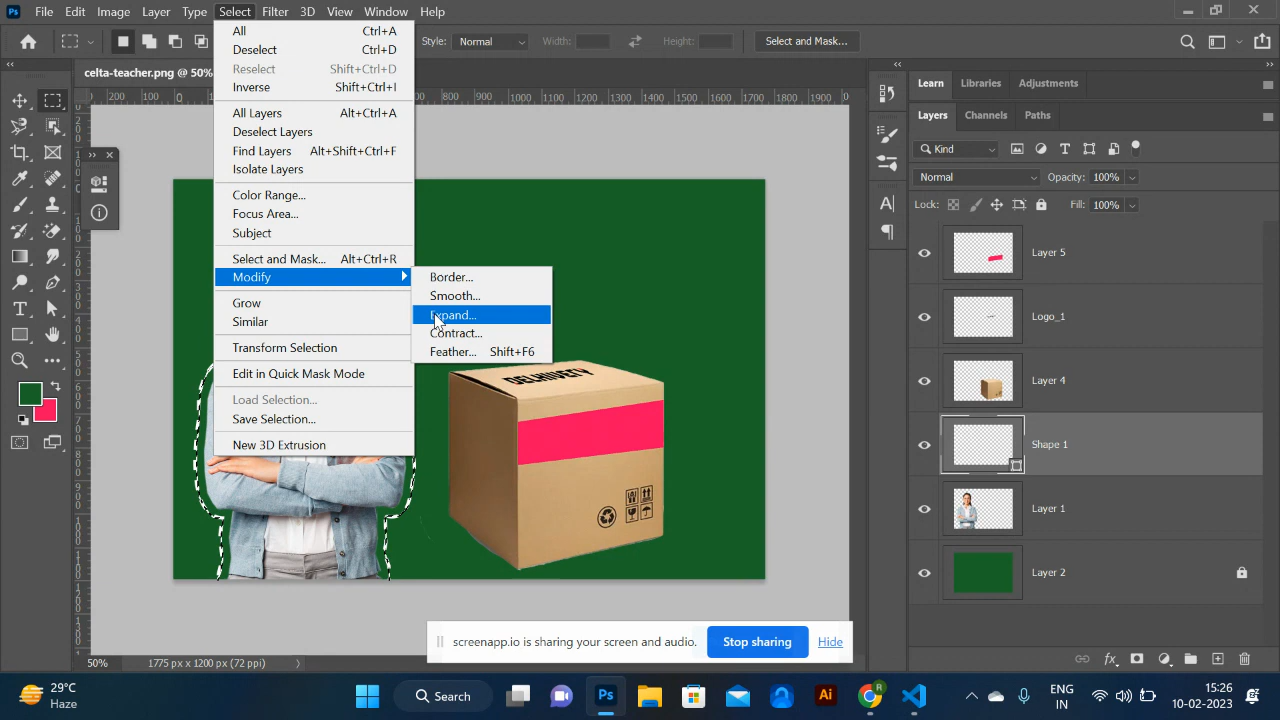 Ps File Edit Image Layer Type Select Filter 3D View Window Help
Style: Normal Width: Height: Select and Mask...
celta-teacher.png @ 50%
All Ctrl+A
Deselect Ctrl+D
Reselect Shift+Ctrl+D
Inverse Shift+Ctrl+I
All Layers Alt+Ctrl+A
Deselect Layers
Find Layers Alt+Shift+Ctrl+F
Isolate Layers
Color Range...
Focus Area...
Subject
Select and Mask... Alt+Ctrl+R
Modify
Grow
Similar
Transform Selection
Edit in Quick Mask Mode
Load Selection...
Save Selection...
New 3D Extrusion
Border...
Smooth...
Expand...
Contract...
Feather... Shift+F6
200 100 0 800 900 1000 1100 1200 1300 1400 1500 1600 1700 1800 1900
DELHIVERY
Learn Libraries Adjustments
Layers Channels Paths
Kind
Normal Opacity: 100%
Lock: Fill: 100%
Layer 5
Logo_1
Layer 4
Shape 1
Layer 1
Layer 2
screenapp.io is sharing your screen and audio. Stop sharing Hide
50% 1775 px x 1200 px (72 ppi)
29°C
Haze
Search
Ps
Ai
R
ENG
IN
15:26
10-02-2023